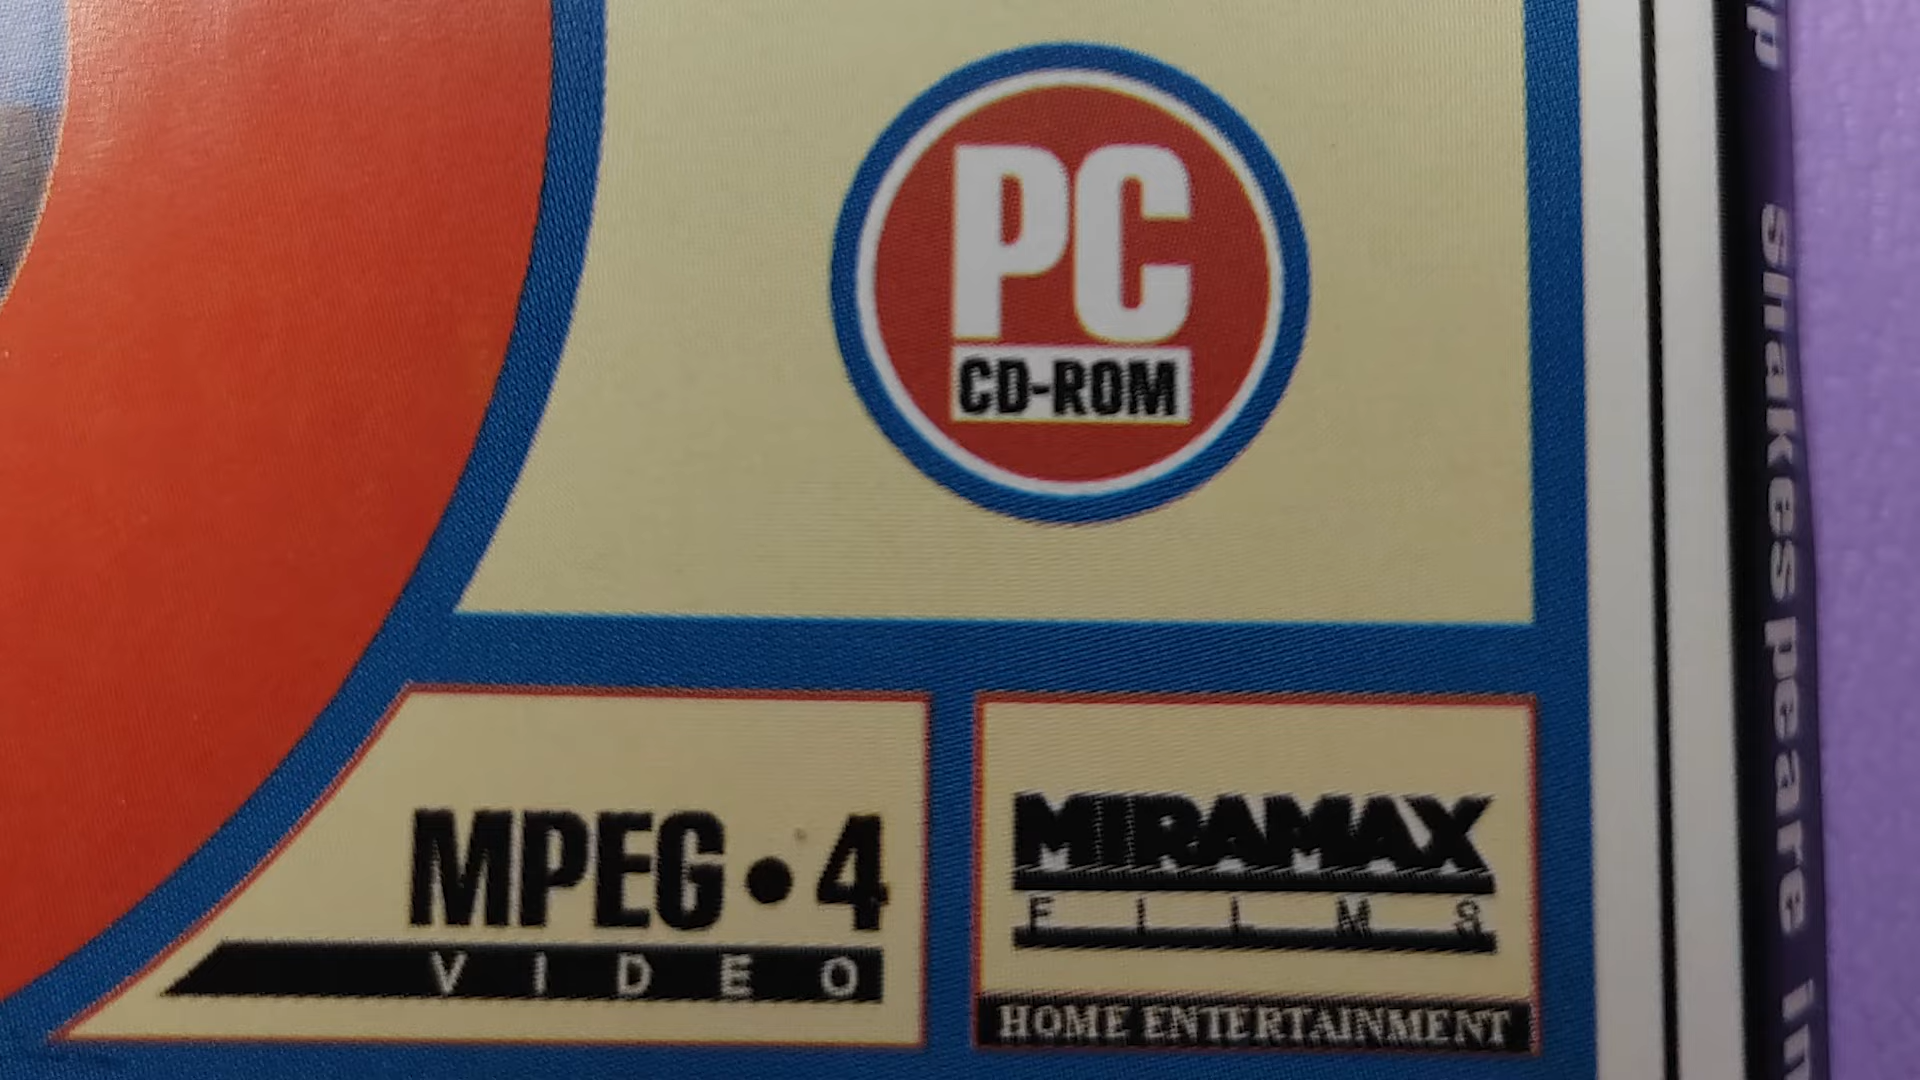 PC
CD-ROM
MPEG•4
VIDEO
MIRAMAX
FILMS
HOME ENTERTAINMENT
shakespeare in